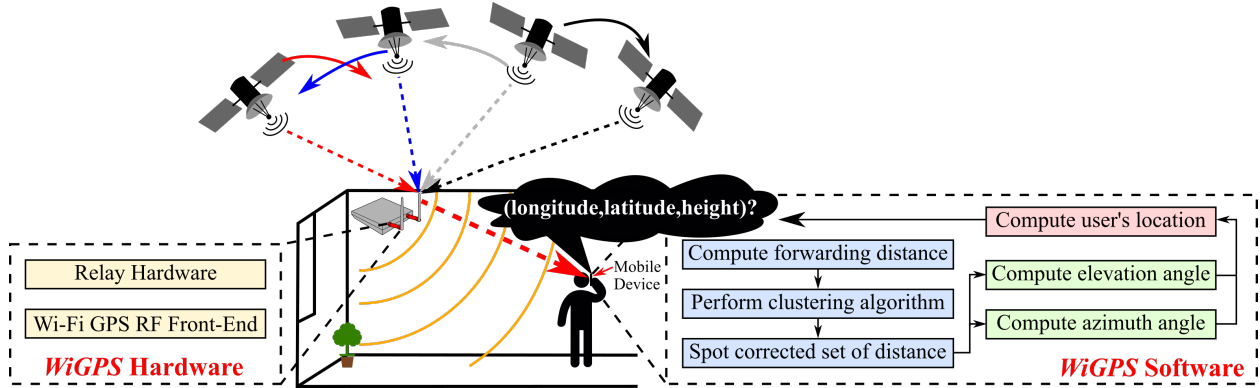 (longitude,latitude,height)?
Mobile
Device
Relay Hardware
Wi-Fi GPS RF Front-End
WiGPS Hardware
Compute forwarding distance
Perform clustering algorithm
Spot corrected set of distance
Compute user's location
Compute elevation angle
Compute azimuth angle
WiGPS Software